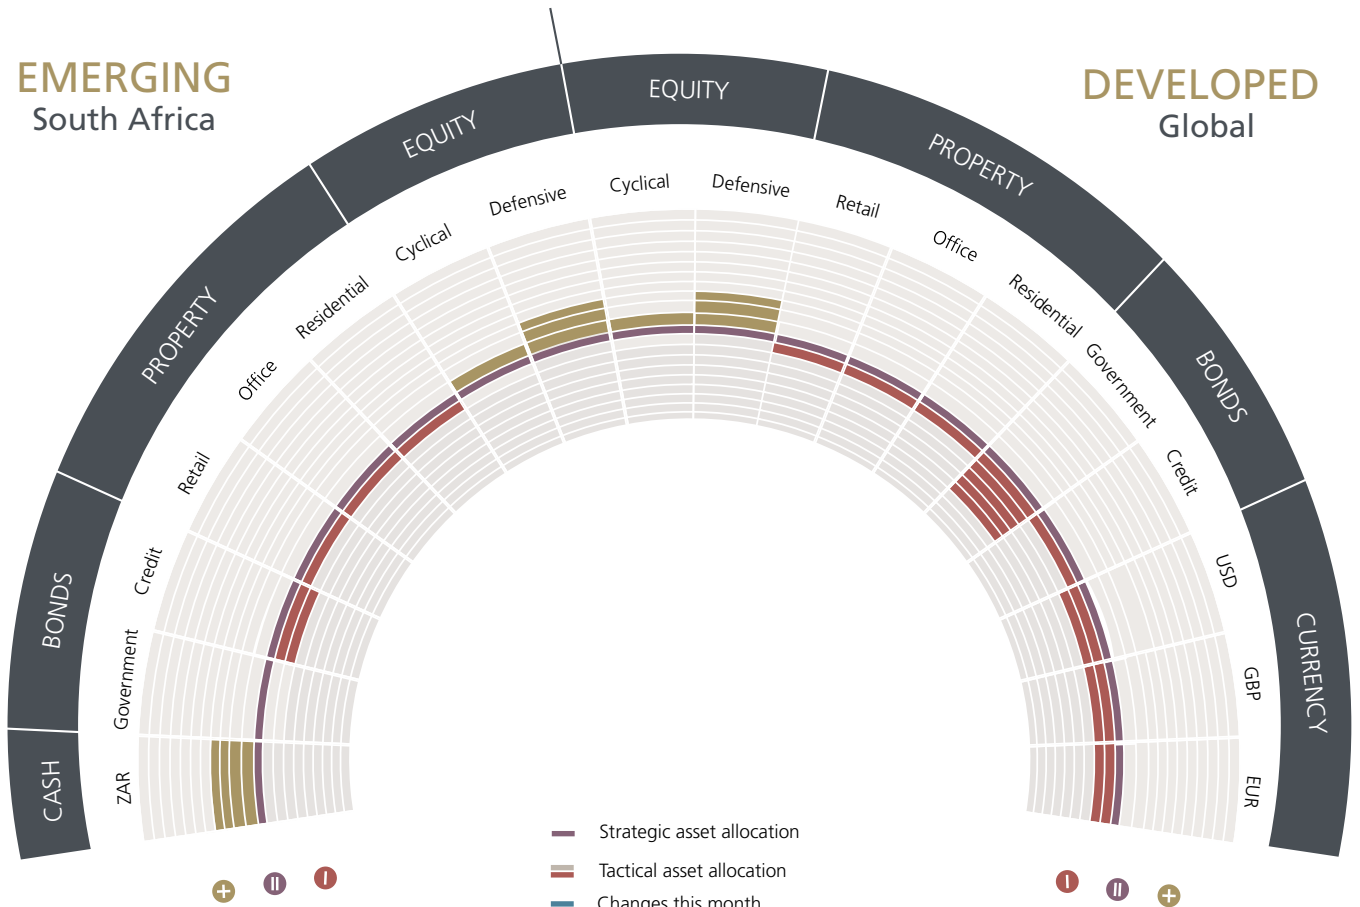 EMERGING
South Africa
DEVELOPED
Global
CASH
BONDS
PROPERTY
EQUITY
EQUITY
PROPERTY
BONDS
CURRENCY
ZAR
Government
Credit
Retail
Office
Residential
Cyclical
Defensive
Cyclical
Defensive
Retail
Office
Residential
Government
Credit
USD
GBP
EUR
Strategic asset allocation
Tactical asset allocation
Changes this month